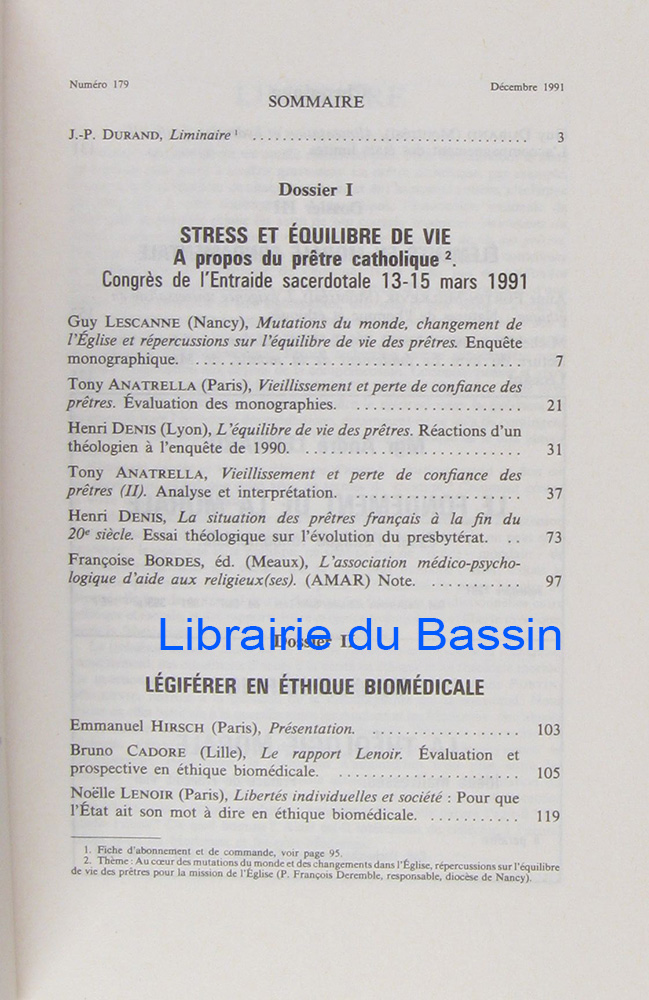 Numéro 179
Décembre 1991
SOMMAIRE
J.-P. DURAND, Liminaire ¹ .................................... 3
Dossier I
STRESS ET ÉQUILIBRE DE VIE
A propos du prêtre catholique ².
Congrès de l'Entraide sacerdotale 13-15 mars 1991
Guy LESCANNE (Nancy), Mutations du monde, changement de
l'Église et répercussions sur l'équilibre de vie des prêtres. Enquête
monographique. .............................................. 7
Tony ANATRELLA (Paris), Vieillissement et perte de confiance des
prêtres. Évaluation des monographies. ...................... 21
Henri DENIS (Lyon), L'équilibre de vie des prêtres. Réactions d'un
théologien à l'enquête de 1990. ............................. 31
Tony ANATRELLA, Vieillissement et perte de confiance des
prêtres (II). Analyse et interprétation. ...................... 37
Henri DENIS, La situation des prêtres français à la fin du
20e siècle. Essai théologique sur l'évolution du presbytérat. .. 73
Françoise BORDES, éd. (Meaux), L'association médico-psycho-
logique d'aide aux religieux(ses). (AMAR) Note. ........... 97
Librairie du Bassin
Dossier II
LÉGIFÉRER EN ÉTHIQUE BIOMÉDICALE
Emmanuel HIRSCH (Paris), Présentation. ................... 103
Bruno CADORE (Lille), Le rapport Lenoir. Évaluation et
prospective en éthique biomédicale. ........................ 105
Noëlle LENOIR (Paris), Libertés individuelles et société : Pour que
l'État ait son mot à dire en éthique biomédicale. ........... 119
1. Fiche d'abonnement et de commande, voir page 95.
2. Thème : Au cœur des mutations du monde et des changements dans l'Église, répercussions sur l'équilibre
de vie des prêtres pour la mission de l'Église (P. François Deremble, responsable, diocèse de Nancy).